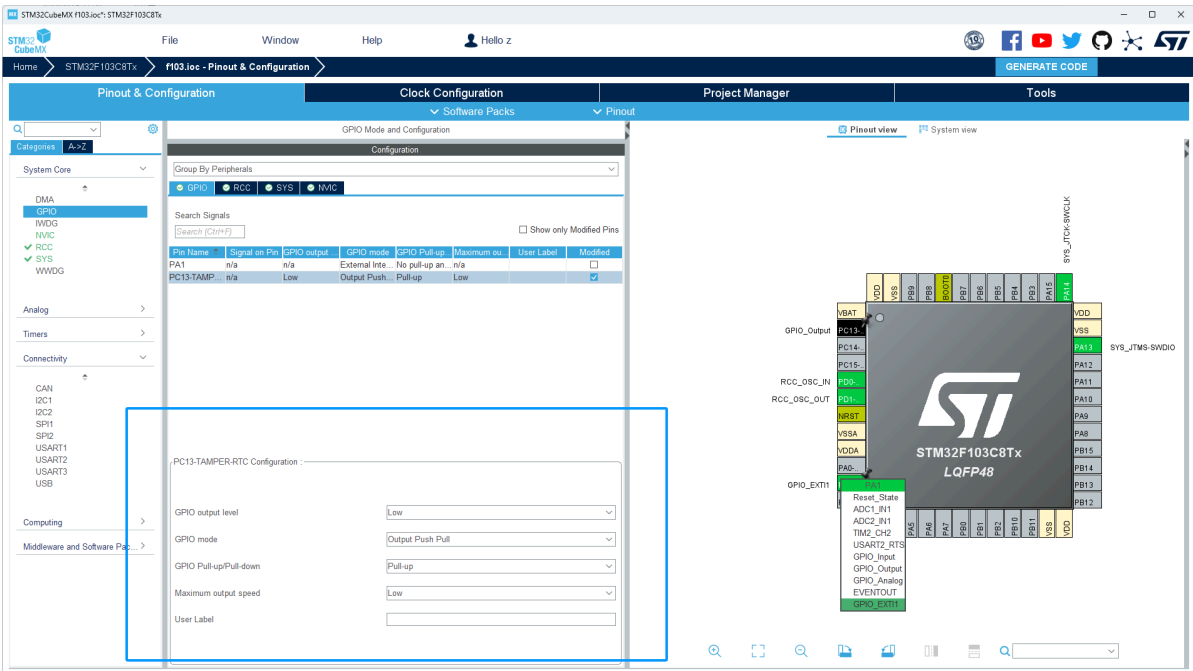 STM32CubeMX f103.ioc*: STM32F103C8Tx
STM32
CubeMX
File
Window
Help
Hello z
10
ST
Home
STM32F103C8Tx
f103.ioc - Pinout & Configuration
GENERATE CODE
Pinout & Configuration
Clock Configuration
Project Manager
Tools
Software Packs
Pinout
Categories
A->Z
System Core
DMA
GPIO
IWDG
NVIC
RCC
SYS
WWDG
Analog
Timers
Connectivity
CAN
I2C1
I2C2
SPI1
SPI2
USART1
USART2
USART3
USB
Computing
Middleware and Software Pac...
GPIO Mode and Configuration
Configuration
Group By Peripherals
GPIO
RCC
SYS
NVIC
Search Signals
Search (Ctrl+F)
Show only Modified Pins
Pin Name Signal on Pin GPIO output ... GPIO mode GPIO Pull-up... Maximum ou... User Label Modified
PA1 n/a n/a External Inte... No pull-up an... n/a
PC13-TAMP... n/a Low Output Push... Pull-up Low
PC13-TAMPER-RTC Configuration :
GPIO output level Low
GPIO mode Output Push Pull
GPIO Pull-up/Pull-down Pull-up
Maximum output speed Low
User Label
Pinout view
System view
SYS_JTCK-SWCLK
VDD
VSS
PB9
PB8
BOOT0
PB7
PB6
PB5
PB4
PB3
PA15
PA14
VBAT
GPIO_Output PC13-..
PC14-..
PC15-..
RCC_OSC_IN PD0-..
RCC_OSC_OUT PD1-..
NRST
VSSA
VDDA
PA0-..
GPIO_EXTI1
VDD
VSS
PA13 SYS_JTMS-SWDIO
PA12
PA11
PA10
PA9
PA8
PB15
PB14
PB13
PB12
ST
STM32F103C8Tx
LQFP48
PA1
Reset_State
ADC1_IN1
ADC2_IN1
TIM2_CH2
USART2_RTS
GPIO_Input
GPIO_Output
GPIO_Analog
EVENTOUT
GPIO_EXTI1
PA5
PA6
PA7
PB0
PB1
PB2
PB10
PB11
VSS
VDD